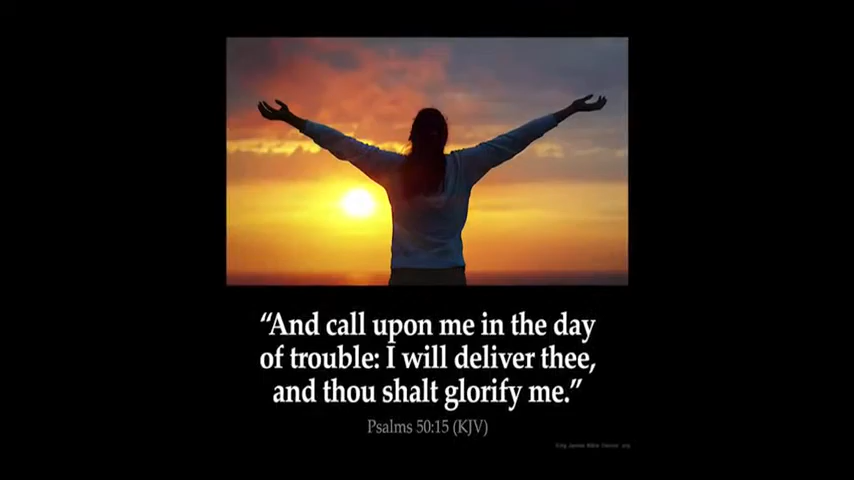 “And call upon me in the day
of trouble: I will deliver thee,
and thou shalt glorify me.”
Psalms 50:15 (KJV)